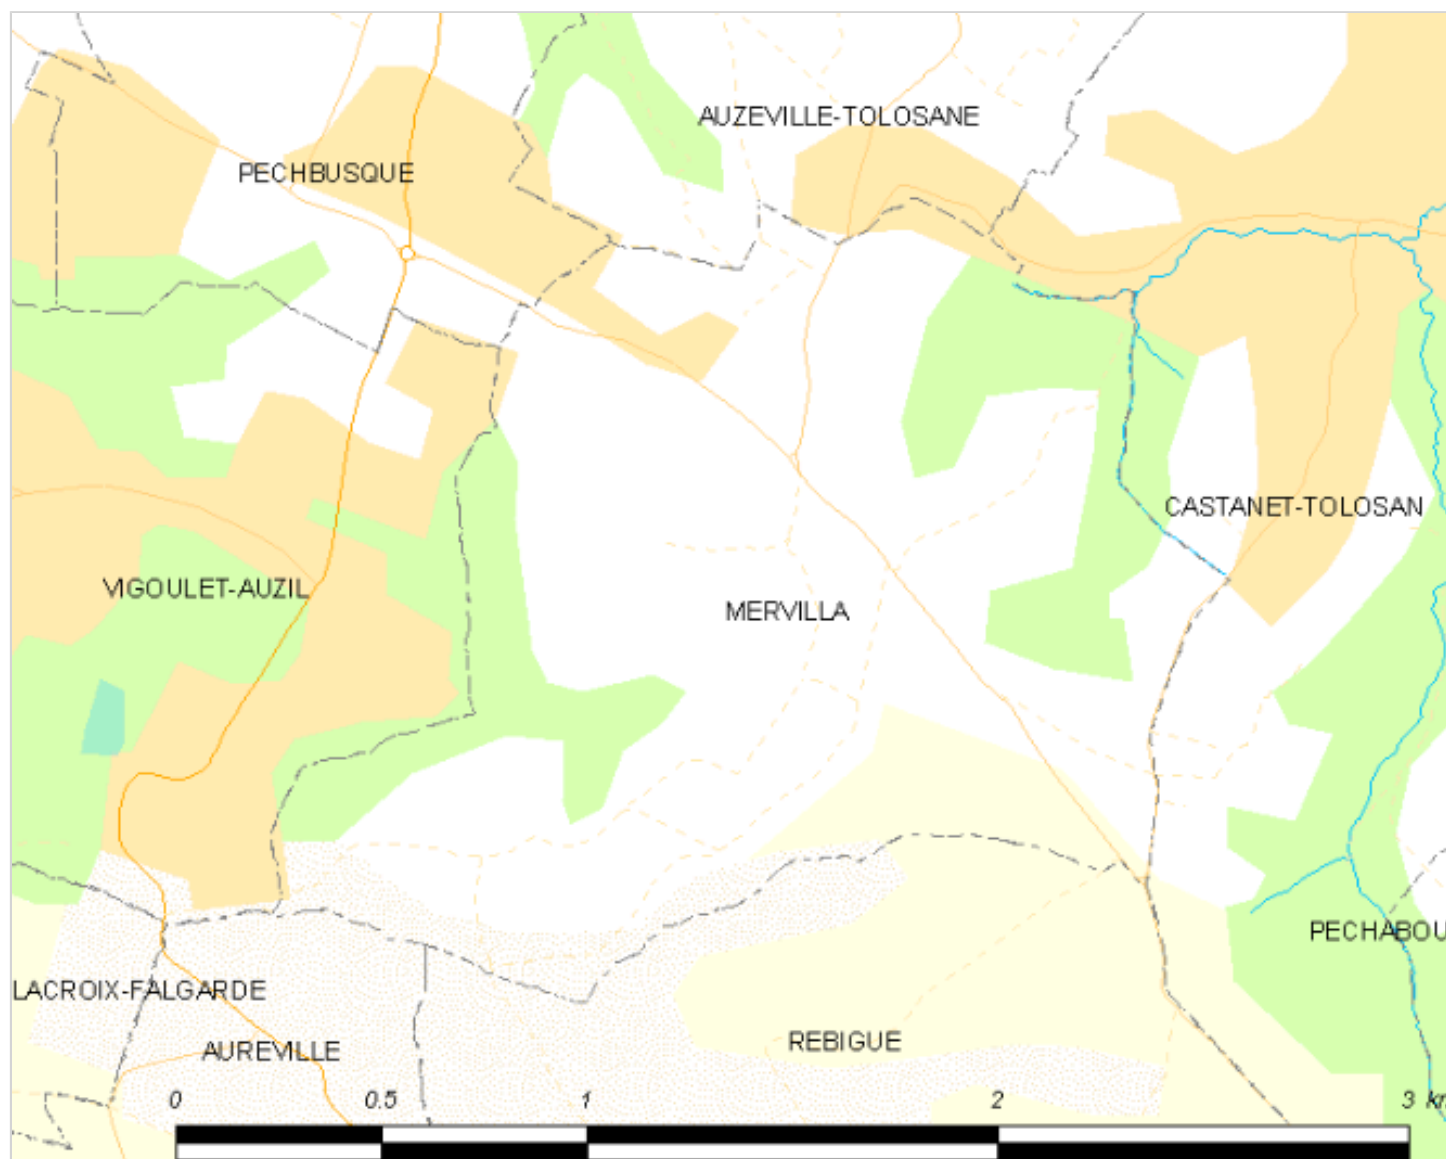 AUZEVILLE-TOLOSANE
PECHBUSQUE
CASTANET-TOLOSAN
VIGOULET-AUZIL
MERVILLA
PECHABOU
LACROIX-FALGARDE
REBIGUE
AUREVILLE
0 0.5 1 2 3 km